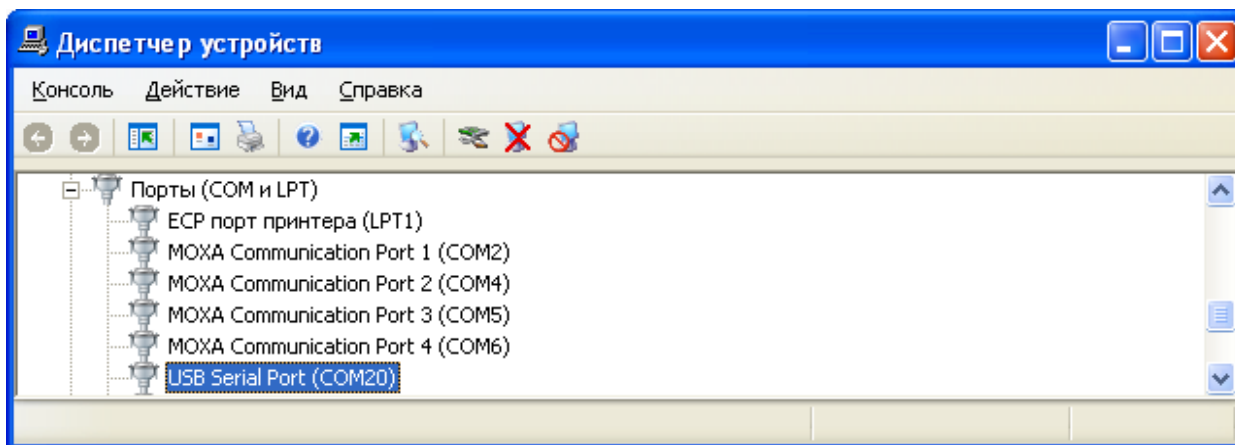 Диспетчер устройств
Консоль Действие Вид Справка
Порты (COM и LPT)
ECP порт принтера (LPT1)
MOXA Communication Port 1 (COM2)
MOXA Communication Port 2 (COM4)
MOXA Communication Port 3 (COM5)
MOXA Communication Port 4 (COM6)
USB Serial Port (COM20)